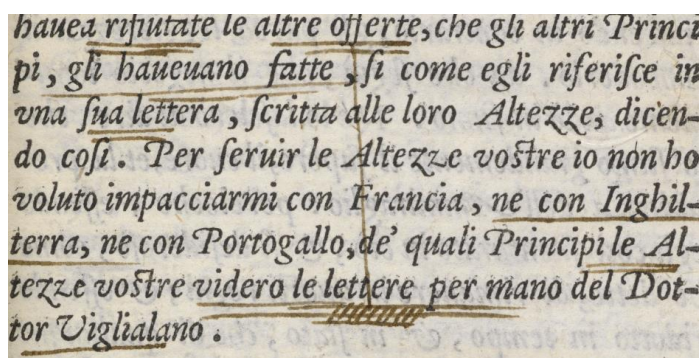 hauea rifiutate le altre offerte, che gli altri Princi
pi, gli haueuano fatte, ſi come egli riferiſce in
vna ſua lettera, ſcritta alle loro Altezze, dicen-
do coſi. Per ſeruir le Altezze voſtre io non ho
voluto impacciarmi con Francia, ne con Inghil-
terra, ne con Portogallo, de' quali Principi le Al-
tezze voſtre videro le lettere per mano del Dot-
tor Viglialano.